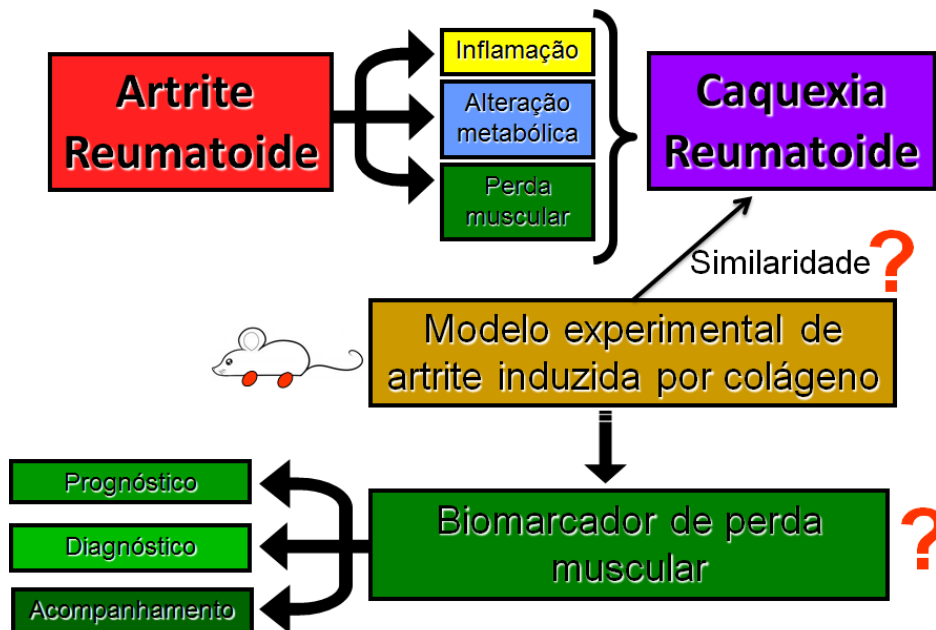 Artrite
Reumatoide
Inflamação
Alteração
metabólica
Perda
muscular
Caquexia
Reumatoide
Similaridade ?
Modelo experimental de
artrite induzida por colágeno
Biomarcador de perda
muscular
?
Prognóstico
Diagnóstico
Acompanhamento